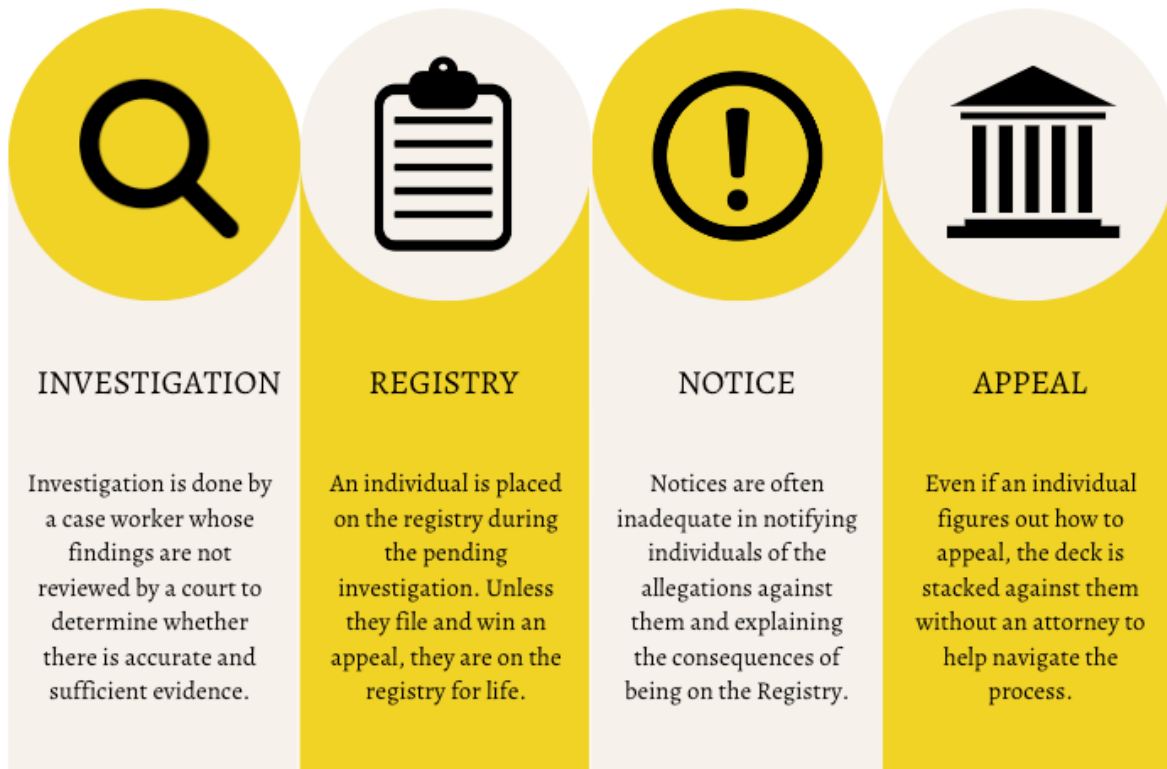 INVESTIGATION
Investigation is done by
a case worker whose
findings are not
reviewed by a court to
determine whether
there is accurate and
sufficient evidence.
REGISTRY
An individual is placed
on the registry during
the pending
investigation. Unless
they file and win an
appeal, they are on the
registry for life.
NOTICE
Notices are often
inadequate in notifying
individuals of the
allegations against
them and explaining
the consequences of
being on the Registry.
APPEAL
Even if an individual
figures out how to
appeal, the deck is
stacked against them
without an attorney to
help navigate the
process.